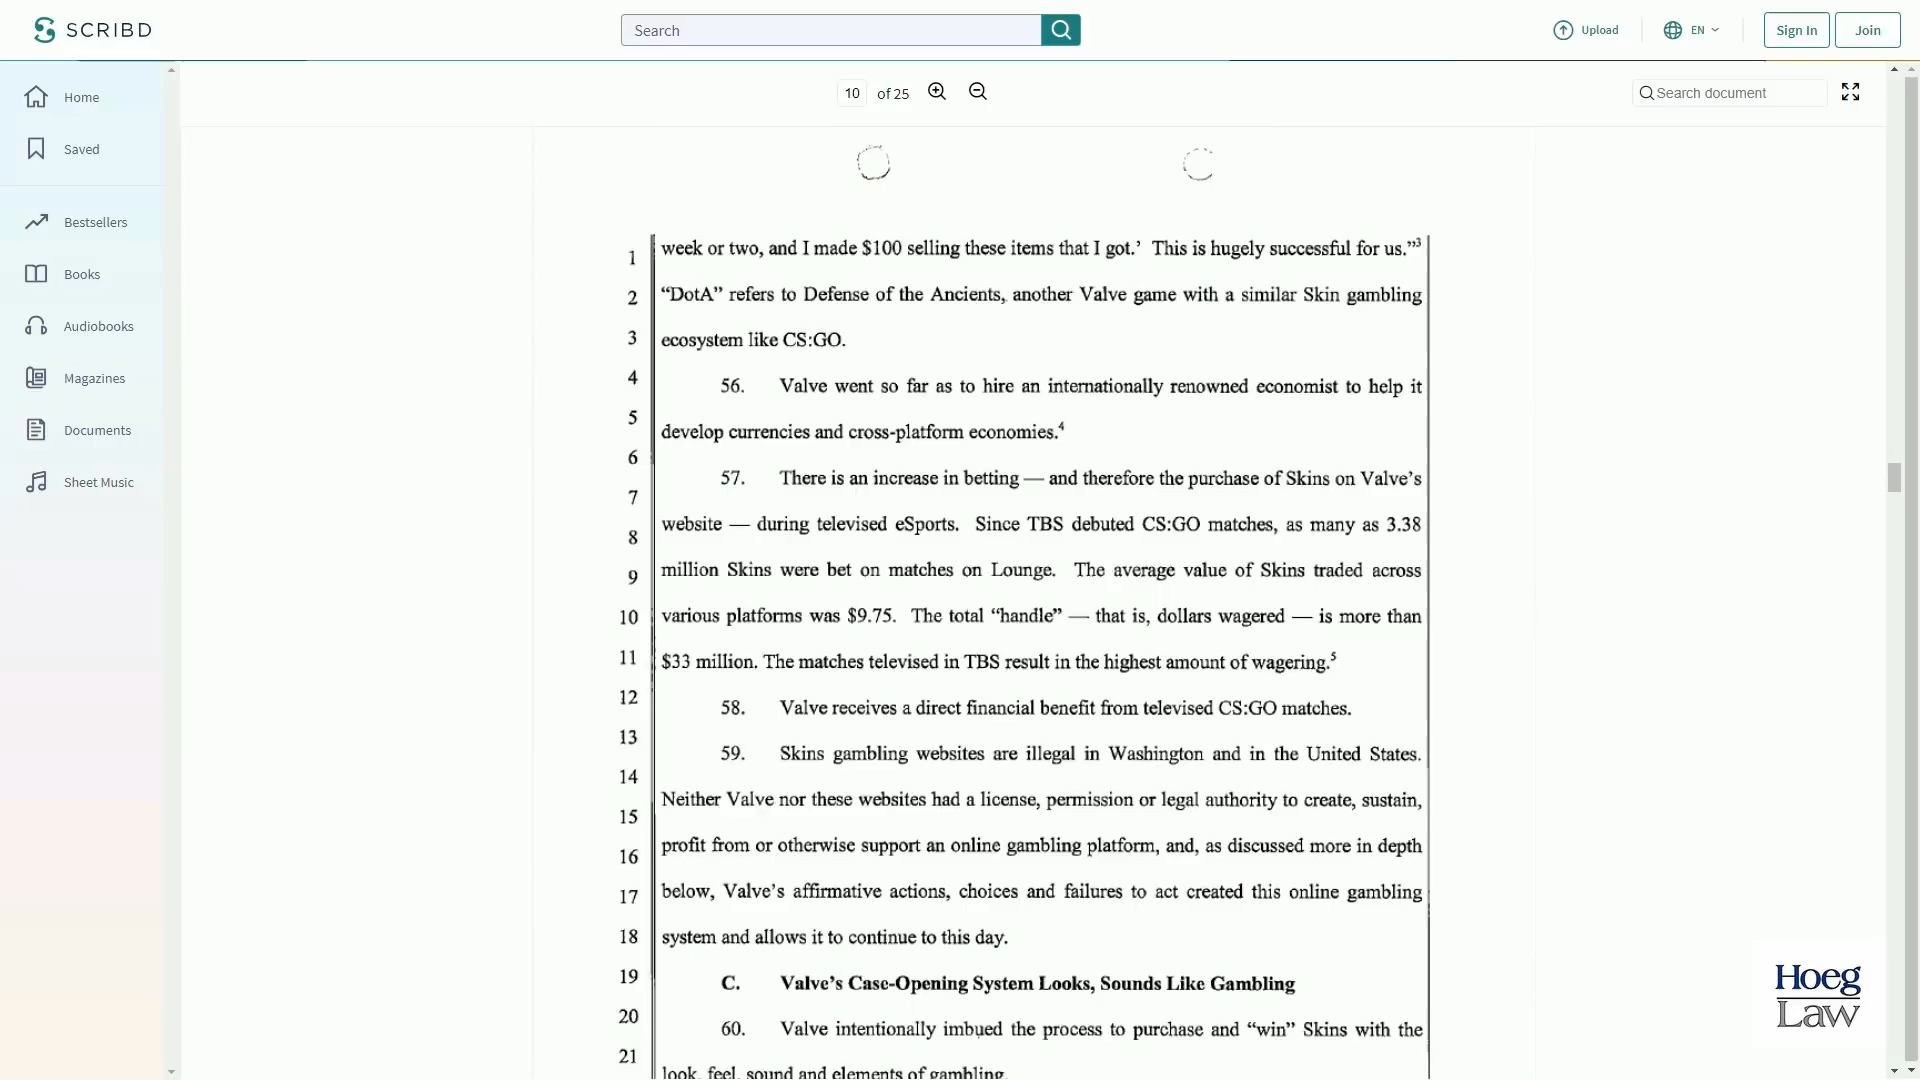 SCRIBD
Search
Upload
EN
Sign In
Join
Home
Saved
Bestsellers
Books
Audiobooks
Magazines
Documents
Sheet Music
10 of 25
Search document
1 week or two, and I made $100 selling these items that I got.’ This is hugely successful for us.”3
2 “DotA” refers to Defense of the Ancients, another Valve game with a similar Skin gambling
3 ecosystem like CS:GO.
4 56. Valve went so far as to hire an internationally renowned economist to help it
5 develop currencies and cross-platform economies.4
6 57. There is an increase in betting — and therefore the purchase of Skins on Valve’s
7 website — during televised eSports. Since TBS debuted CS:GO matches, as many as 3.38
8 million Skins were bet on matches on Lounge. The average value of Skins traded across
9 various platforms was $9.75. The total “handle” — that is, dollars wagered — is more than
10 $33 million. The matches televised in TBS result in the highest amount of wagering.5
11 58. Valve receives a direct financial benefit from televised CS:GO matches.
12 59. Skins gambling websites are illegal in Washington and in the United States.
13 Neither Valve nor these websites had a license, permission or legal authority to create, sustain,
14 profit from or otherwise support an online gambling platform, and, as discussed more in depth
15 below, Valve’s affirmative actions, choices and failures to act created this online gambling
16 system and allows it to continue to this day.
17 C. Valve’s Case-Opening System Looks, Sounds Like Gambling
18 60. Valve intentionally imbued the process to purchase and “win” Skins with the
19 look, feel, sound and elements of gambling.
20
21
Hoeg
Law